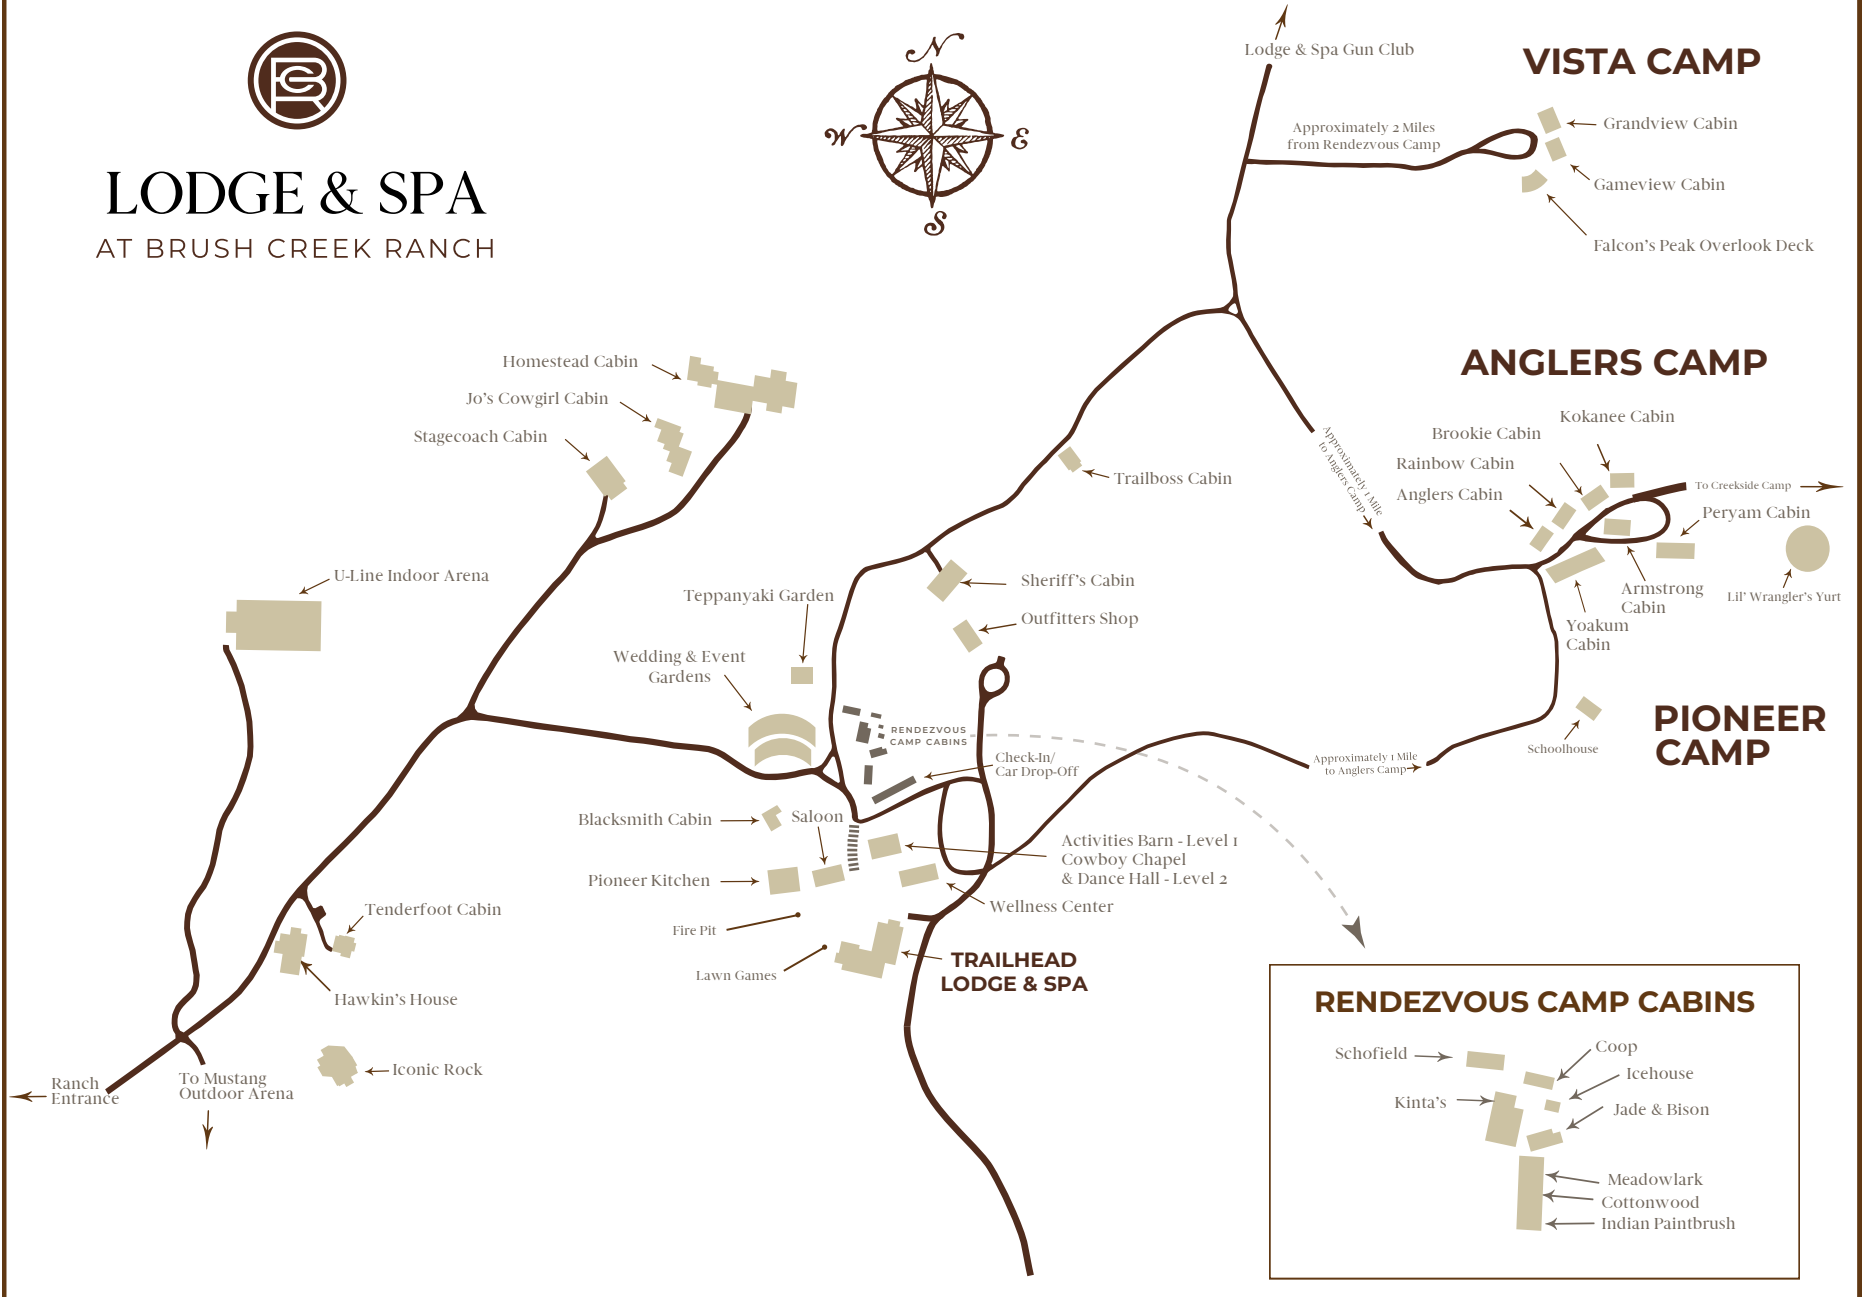 LODGE & SPA
AT BRUSH CREEK RANCH
N
W
E
S
Lodge & Spa Gun Club
VISTA CAMP
Approximately 2 Miles
from Rendezvous Camp
Grandview Cabin
Gameview Cabin
Falcon's Peak Overlook Deck
Homestead Cabin
Jo's Cowgirl Cabin
Stagecoach Cabin
ANGLERS CAMP
Kokanee Cabin
Brookie Cabin
Rainbow Cabin
Anglers Cabin
Approximately 1 Mile
to Anglers Camp
To Creekside Camp
Peryam Cabin
Trailboss Cabin
U-Line Indoor Arena
Sheriff's Cabin
Teppanyaki Garden
Outfitters Shop
Armstrong
Cabin
Lil' Wrangler's Yurt
Yoakum
Cabin
Wedding & Event
Gardens
RENDEZVOUS
CAMP CABINS
Check-In/
Car Drop-Off
PIONEER
CAMP
Schoolhouse
Approximately 1 Mile
to Anglers Camp
Blacksmith Cabin
Saloon
Activities Barn - Level 1
Cowboy Chapel
& Dance Hall - Level 2
Pioneer Kitchen
Wellness Center
Tenderfoot Cabin
Fire Pit
Lawn Games
TRAILHEAD
LODGE & SPA
Hawkin's House
Iconic Rock
Ranch
Entrance
To Mustang
Outdoor Arena
RENDEZVOUS CAMP CABINS
Schofield
Coop
Icehouse
Kinta's
Jade & Bison
Meadowlark
Cottonwood
Indian Paintbrush